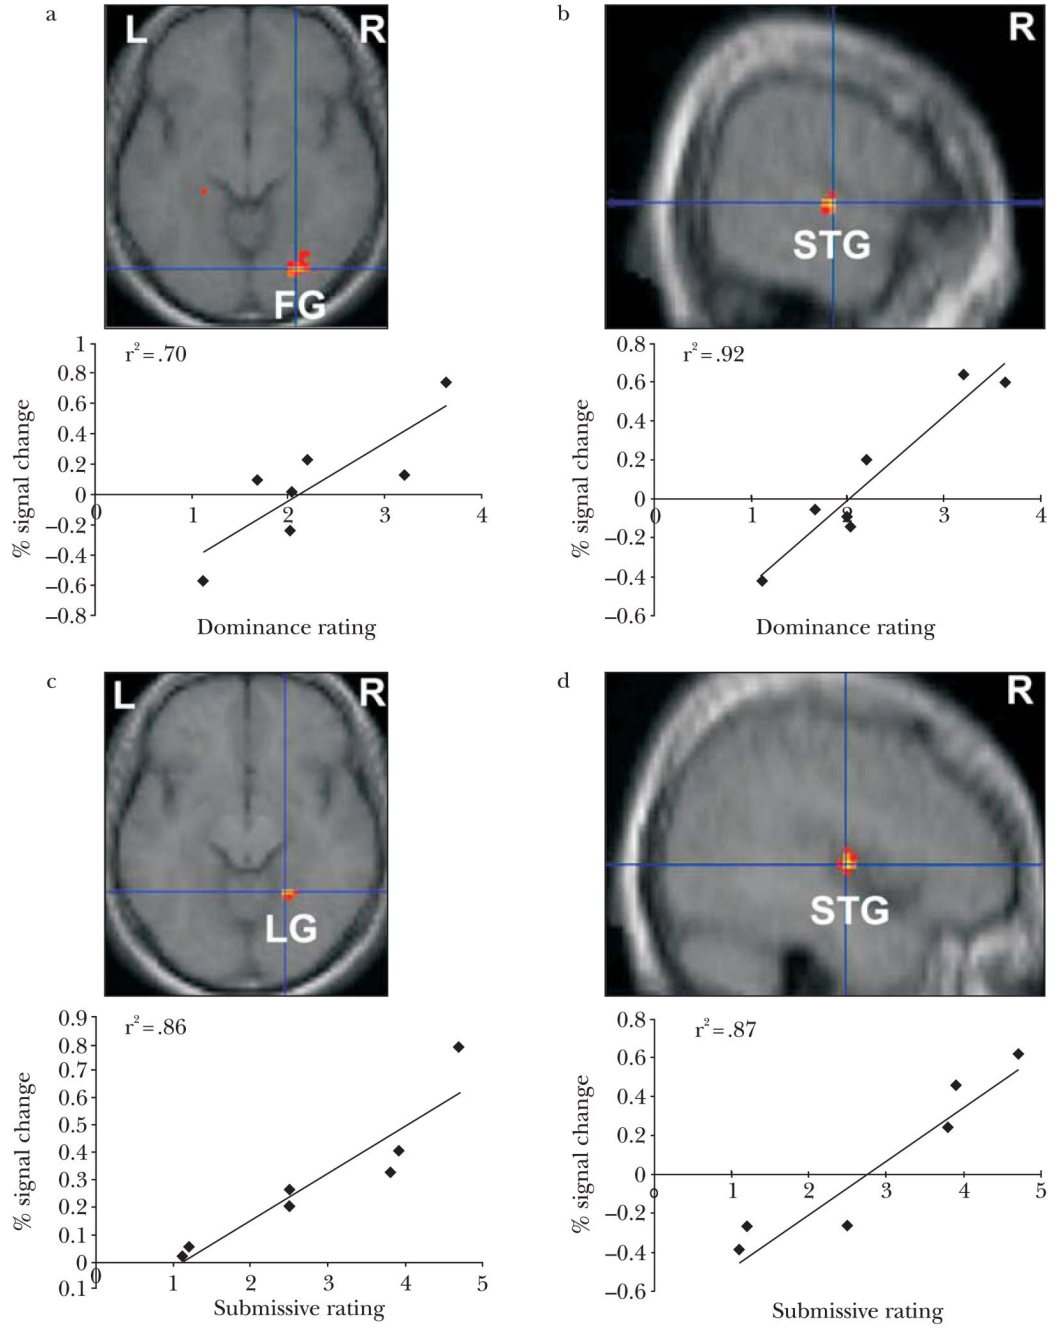 a
L
R
FG
b
R
STG
r²=.70
1
0.8
0.6
0.4
0.2
0
–0.2
–0.4
–0.6
–0.8
0
1
2
3
4
% signal change
Dominance rating
r²=.92
0.8
0.6
0.4
0.2
0
–0.2
–0.4
–0.6
0
1
2
3
4
% signal change
Dominance rating
c
L
R
LG
d
R
STG
r²=.86
0.9
0.8
0.7
0.6
0.5
0.4
0.3
0.2
0.1
0
0.1
0
1
2
3
4
5
% signal change
Submissive rating
r²=.87
0.8
0.6
0.4
0.2
0
–0.2
–0.4
–0.6
0
1
2
3
4
5
% signal change
Submissive rating